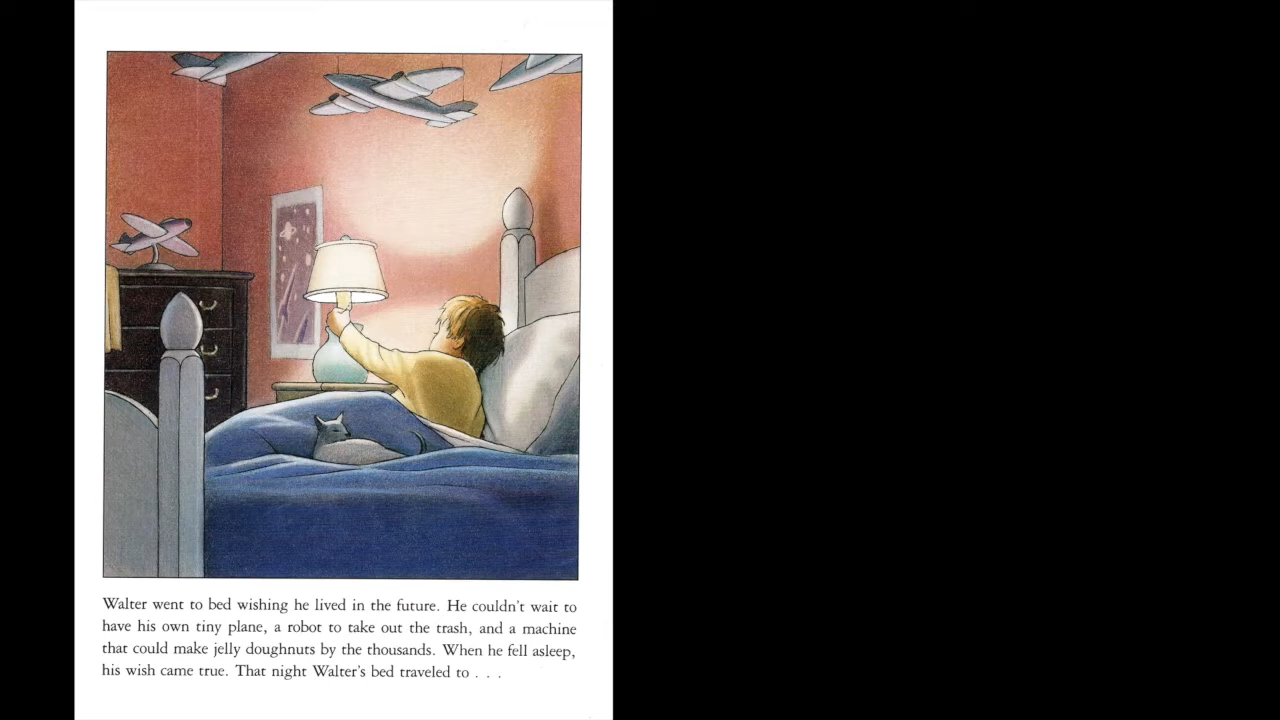 Walter went to bed wishing he lived in the future. He couldn't wait to
have his own tiny plane, a robot to take out the trash, and a machine
that could make jelly doughnuts by the thousands. When he fell asleep,
his wish came true. That night Walter's bed traveled to . . .